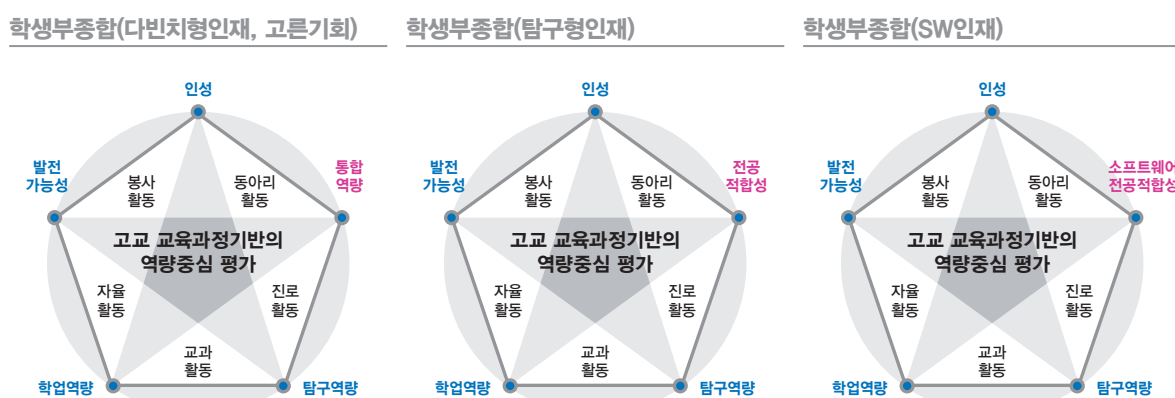 학생부종합(다빈치형인재, 고른기회)
인성
발전
가능성
통합
역량
봉사
활동
동아리
활동
고교 교육과정기반의
역량중심 평가
자율
활동
진로
활동
교과
활동
학업역량
탐구역량
학생부종합(탐구형인재)
인성
발전
가능성
전공
적합성
봉사
활동
동아리
활동
고교 교육과정기반의
역량중심 평가
자율
활동
진로
활동
교과
활동
학업역량
탐구역량
학생부종합(SW인재)
인성
발전
가능성
소프트웨어
전공적합성
봉사
활동
동아리
활동
고교 교육과정기반의
역량중심 평가
자율
활동
진로
활동
교과
활동
학업역량
탐구역량